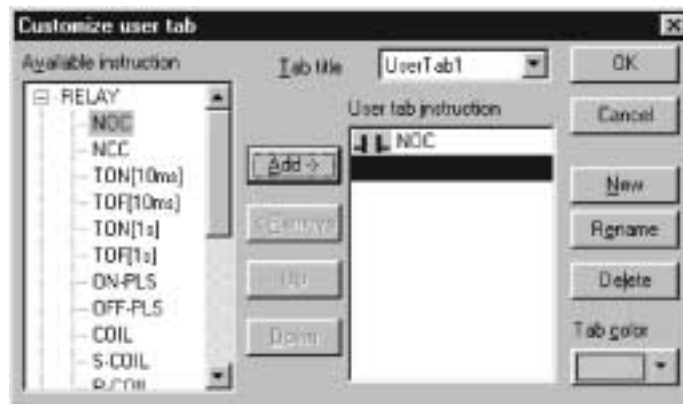 Customize user tab
Available instruction
Tab title
UserTab1
OK
RELAY
NOC
NCC
TON[10ms]
TOF[10ms]
TON[1s]
TOF[1s]
ON-PLS
OFF-PLS
COIL
S-COIL
R-COIL
Add ->
Up
Down
User tab instruction
NOC
Cancel
New
Rename
Delete
Tab color